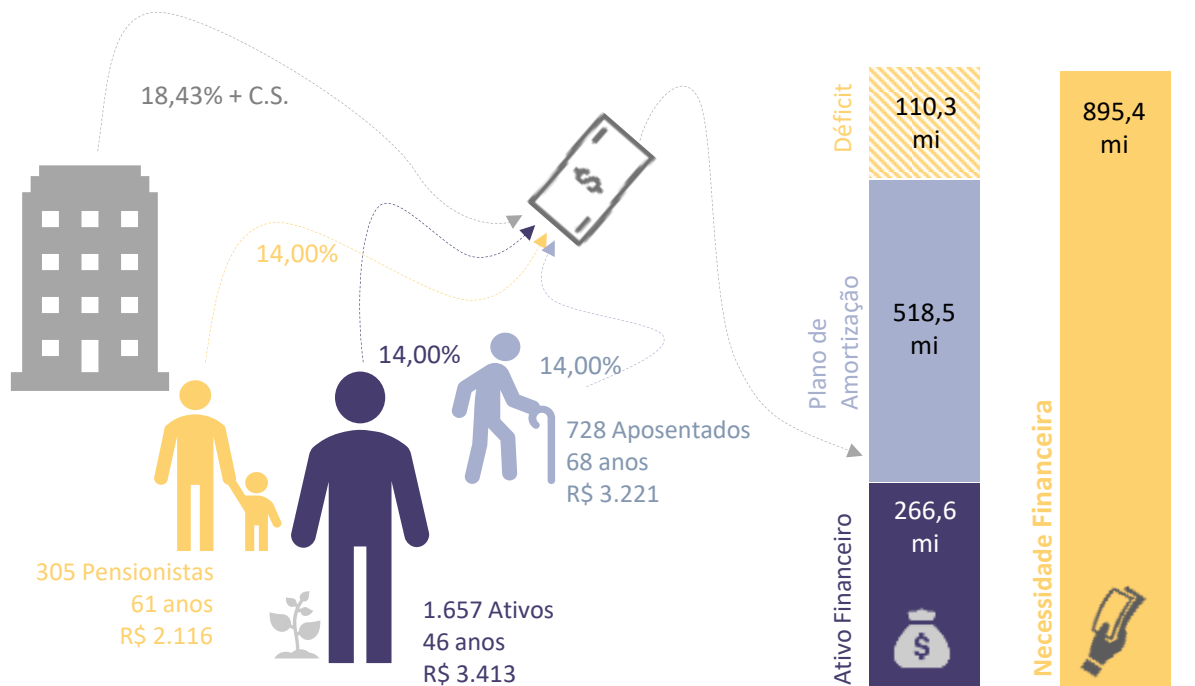 18,43% + C.S.
14,00%
14,00%
14,00%
728 Aposentados
68 anos
R$ 3.221
305 Pensionistas
61 anos
R$ 2.116
1.657 Ativos
46 anos
R$ 3.413
$
Déficit
110,3
mi
Plano de
Amortização
518,5
mi
Ativo Financeiro
266,6
mi
$
Necessidade Financeira
895,4
mi